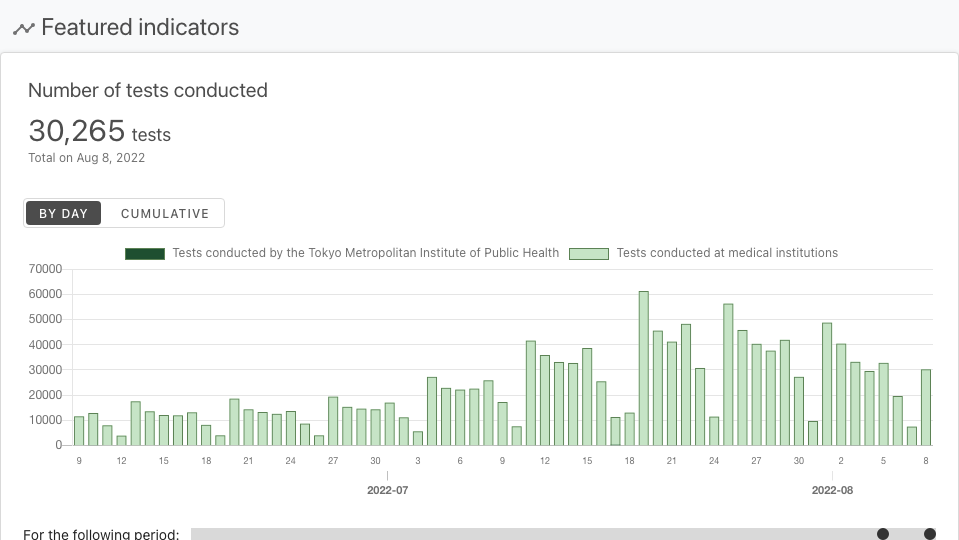 Featured indicators
Number of tests conducted
30,265 tests
Total on Aug 8, 2022
BY DAY CUMULATIVE
Tests conducted by the Tokyo Metropolitan Institute of Public Health Tests conducted at medical institutions
70000
60000
50000
40000
30000
20000
10000
0
9 12 15 18 21 24 27 30 3 6 9 12 15 18 21 24 27 30 2 5 8
2022-07 2022-08
For the following period: